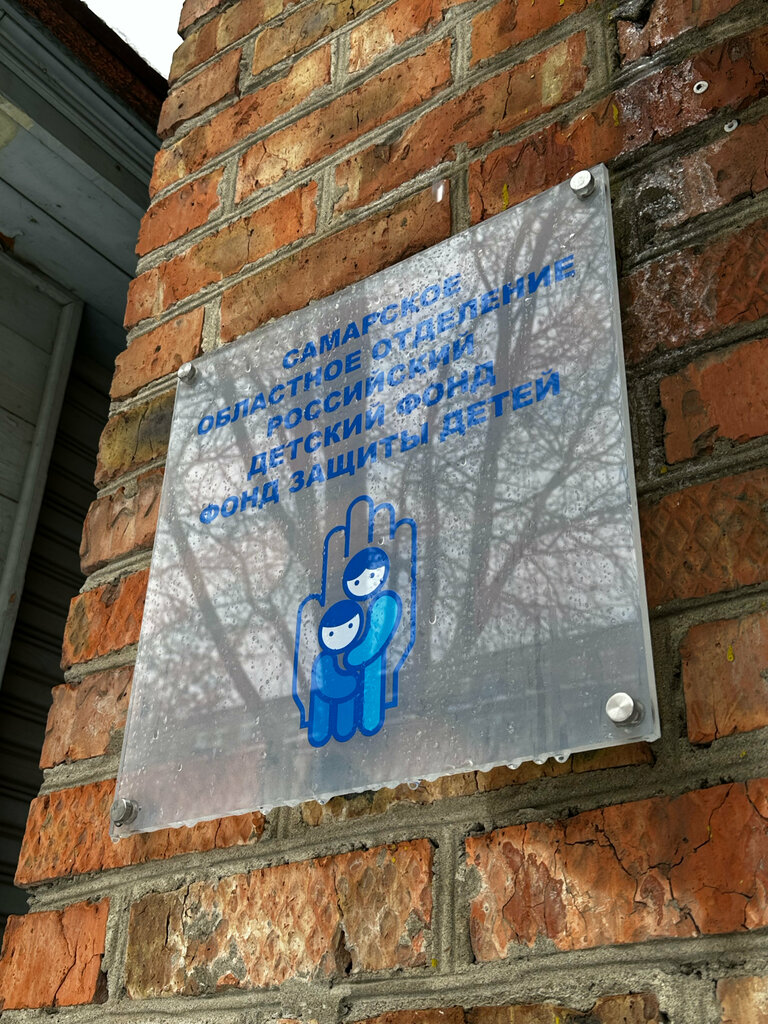 САМАРСКОЕ
ОБЛАСТНОЕ ОТДЕЛЕНИЕ
РОССИЙСКИЙ
ДЕТСКИЙ ФОНД
ФОНД ЗАЩИТЫ ДЕТЕЙ